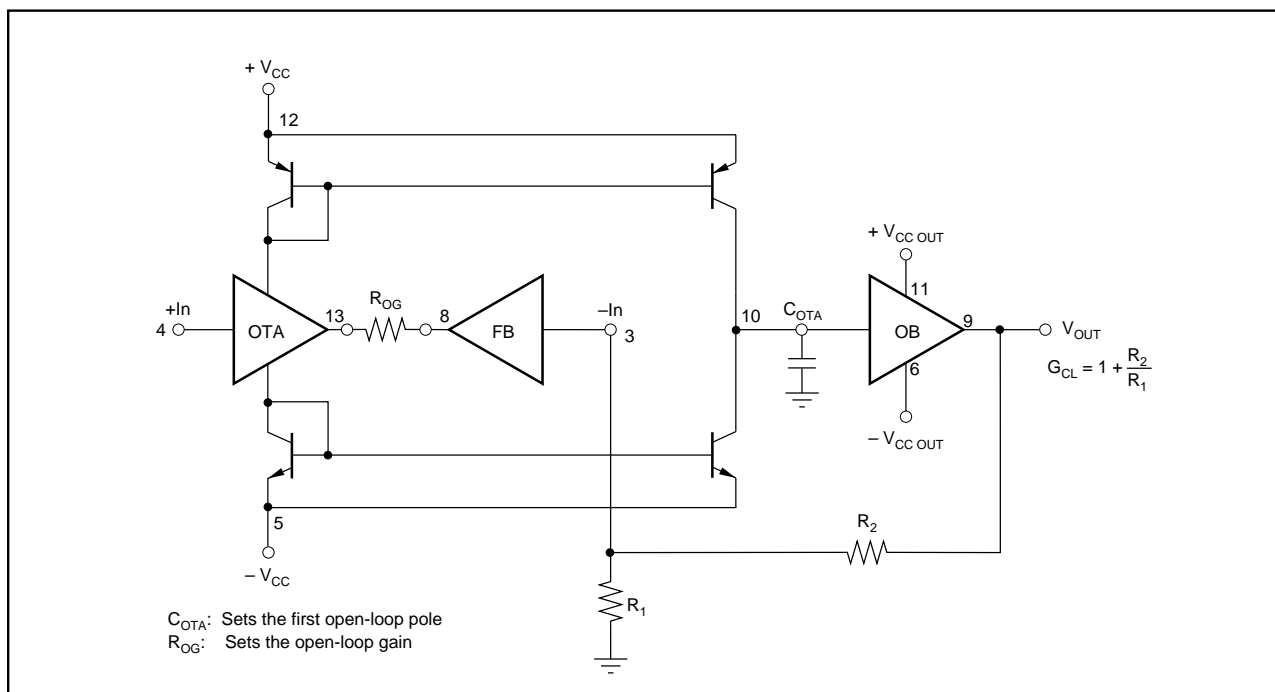 + V_CC
12
+In
4
OTA
13
R_OG
8
FB
–In
3
10
C_OTA
+ V_CC OUT
11
OB
9
6
– V_CC OUT
V_OUT
G_CL = 1 + R_2/R_1
5
– V_CC
R_2
R_1
C_OTA: Sets the first open-loop pole
R_OG: Sets the open-loop gain